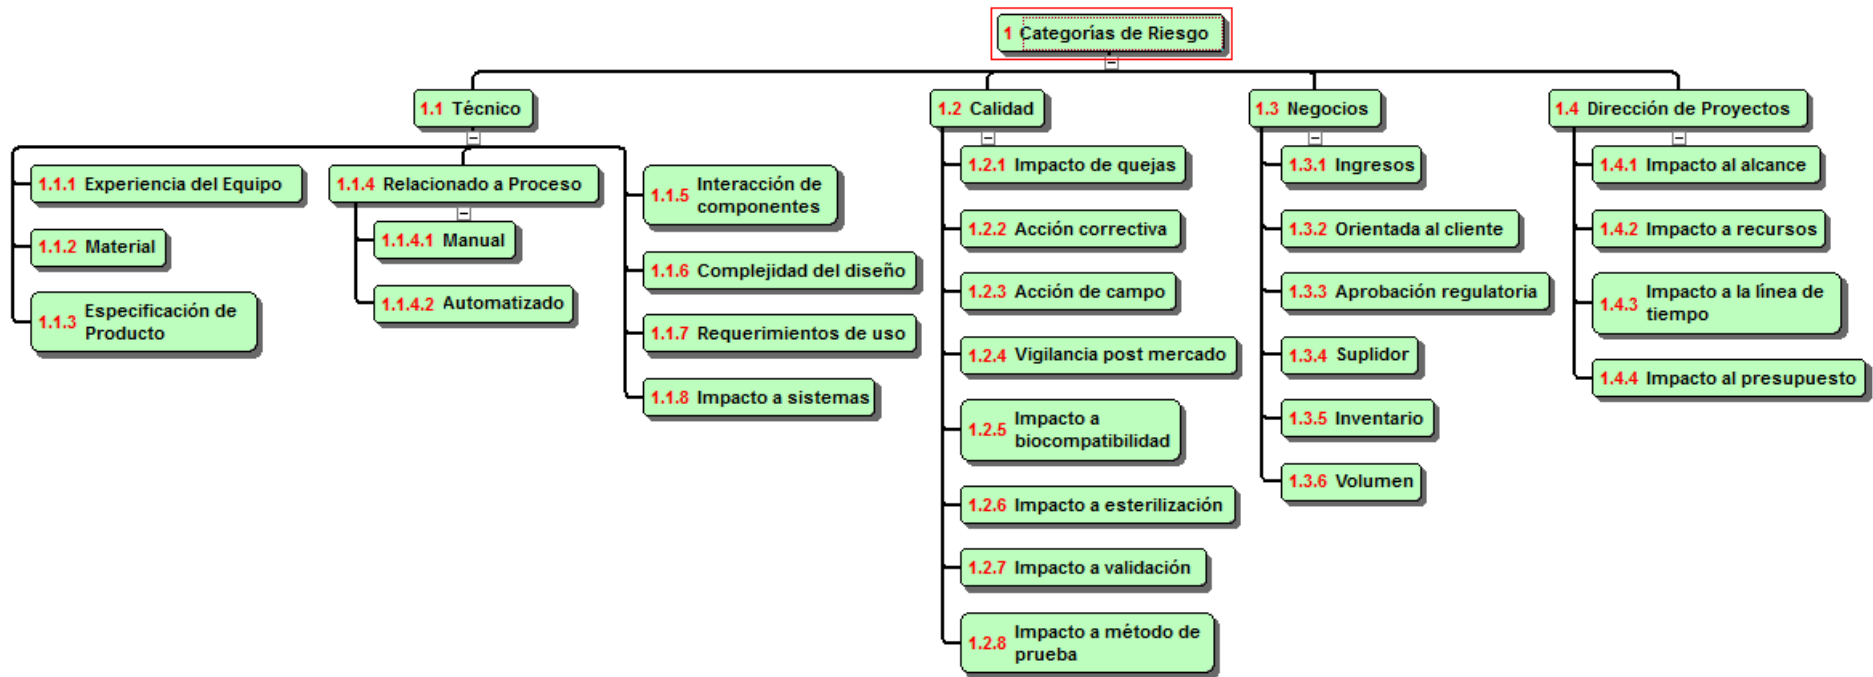 1 Categorías de Riesgo
1.1 Técnico
1.1.1 Experiencia del Equipo
1.1.2 Material
1.1.3 Especificación de
Producto
1.1.4 Relacionado a Proceso
1.1.4.1 Manual
1.1.4.2 Automatizado
1.1.5 Interacción de
componentes
1.1.6 Complejidad del diseño
1.1.7 Requerimientos de uso
1.1.8 Impacto a sistemas
1.2 Calidad
1.2.1 Impacto de quejas
1.2.2 Acción correctiva
1.2.3 Acción de campo
1.2.4 Vigilancia post mercado
1.2.5 Impacto a
biocompatibilidad
1.2.6 Impacto a esterilización
1.2.7 Impacto a validación
1.2.8 Impacto a método de
prueba
1.3 Negocios
1.3.1 Ingresos
1.3.2 Orientada al cliente
1.3.3 Aprobación regulatoria
1.3.4 Suplidor
1.3.5 Inventario
1.3.6 Volumen
1.4 Dirección de Proyectos
1.4.1 Impacto al alcance
1.4.2 Impacto a recursos
1.4.3 Impacto a la línea de
tiempo
1.4.4 Impacto al presupuesto